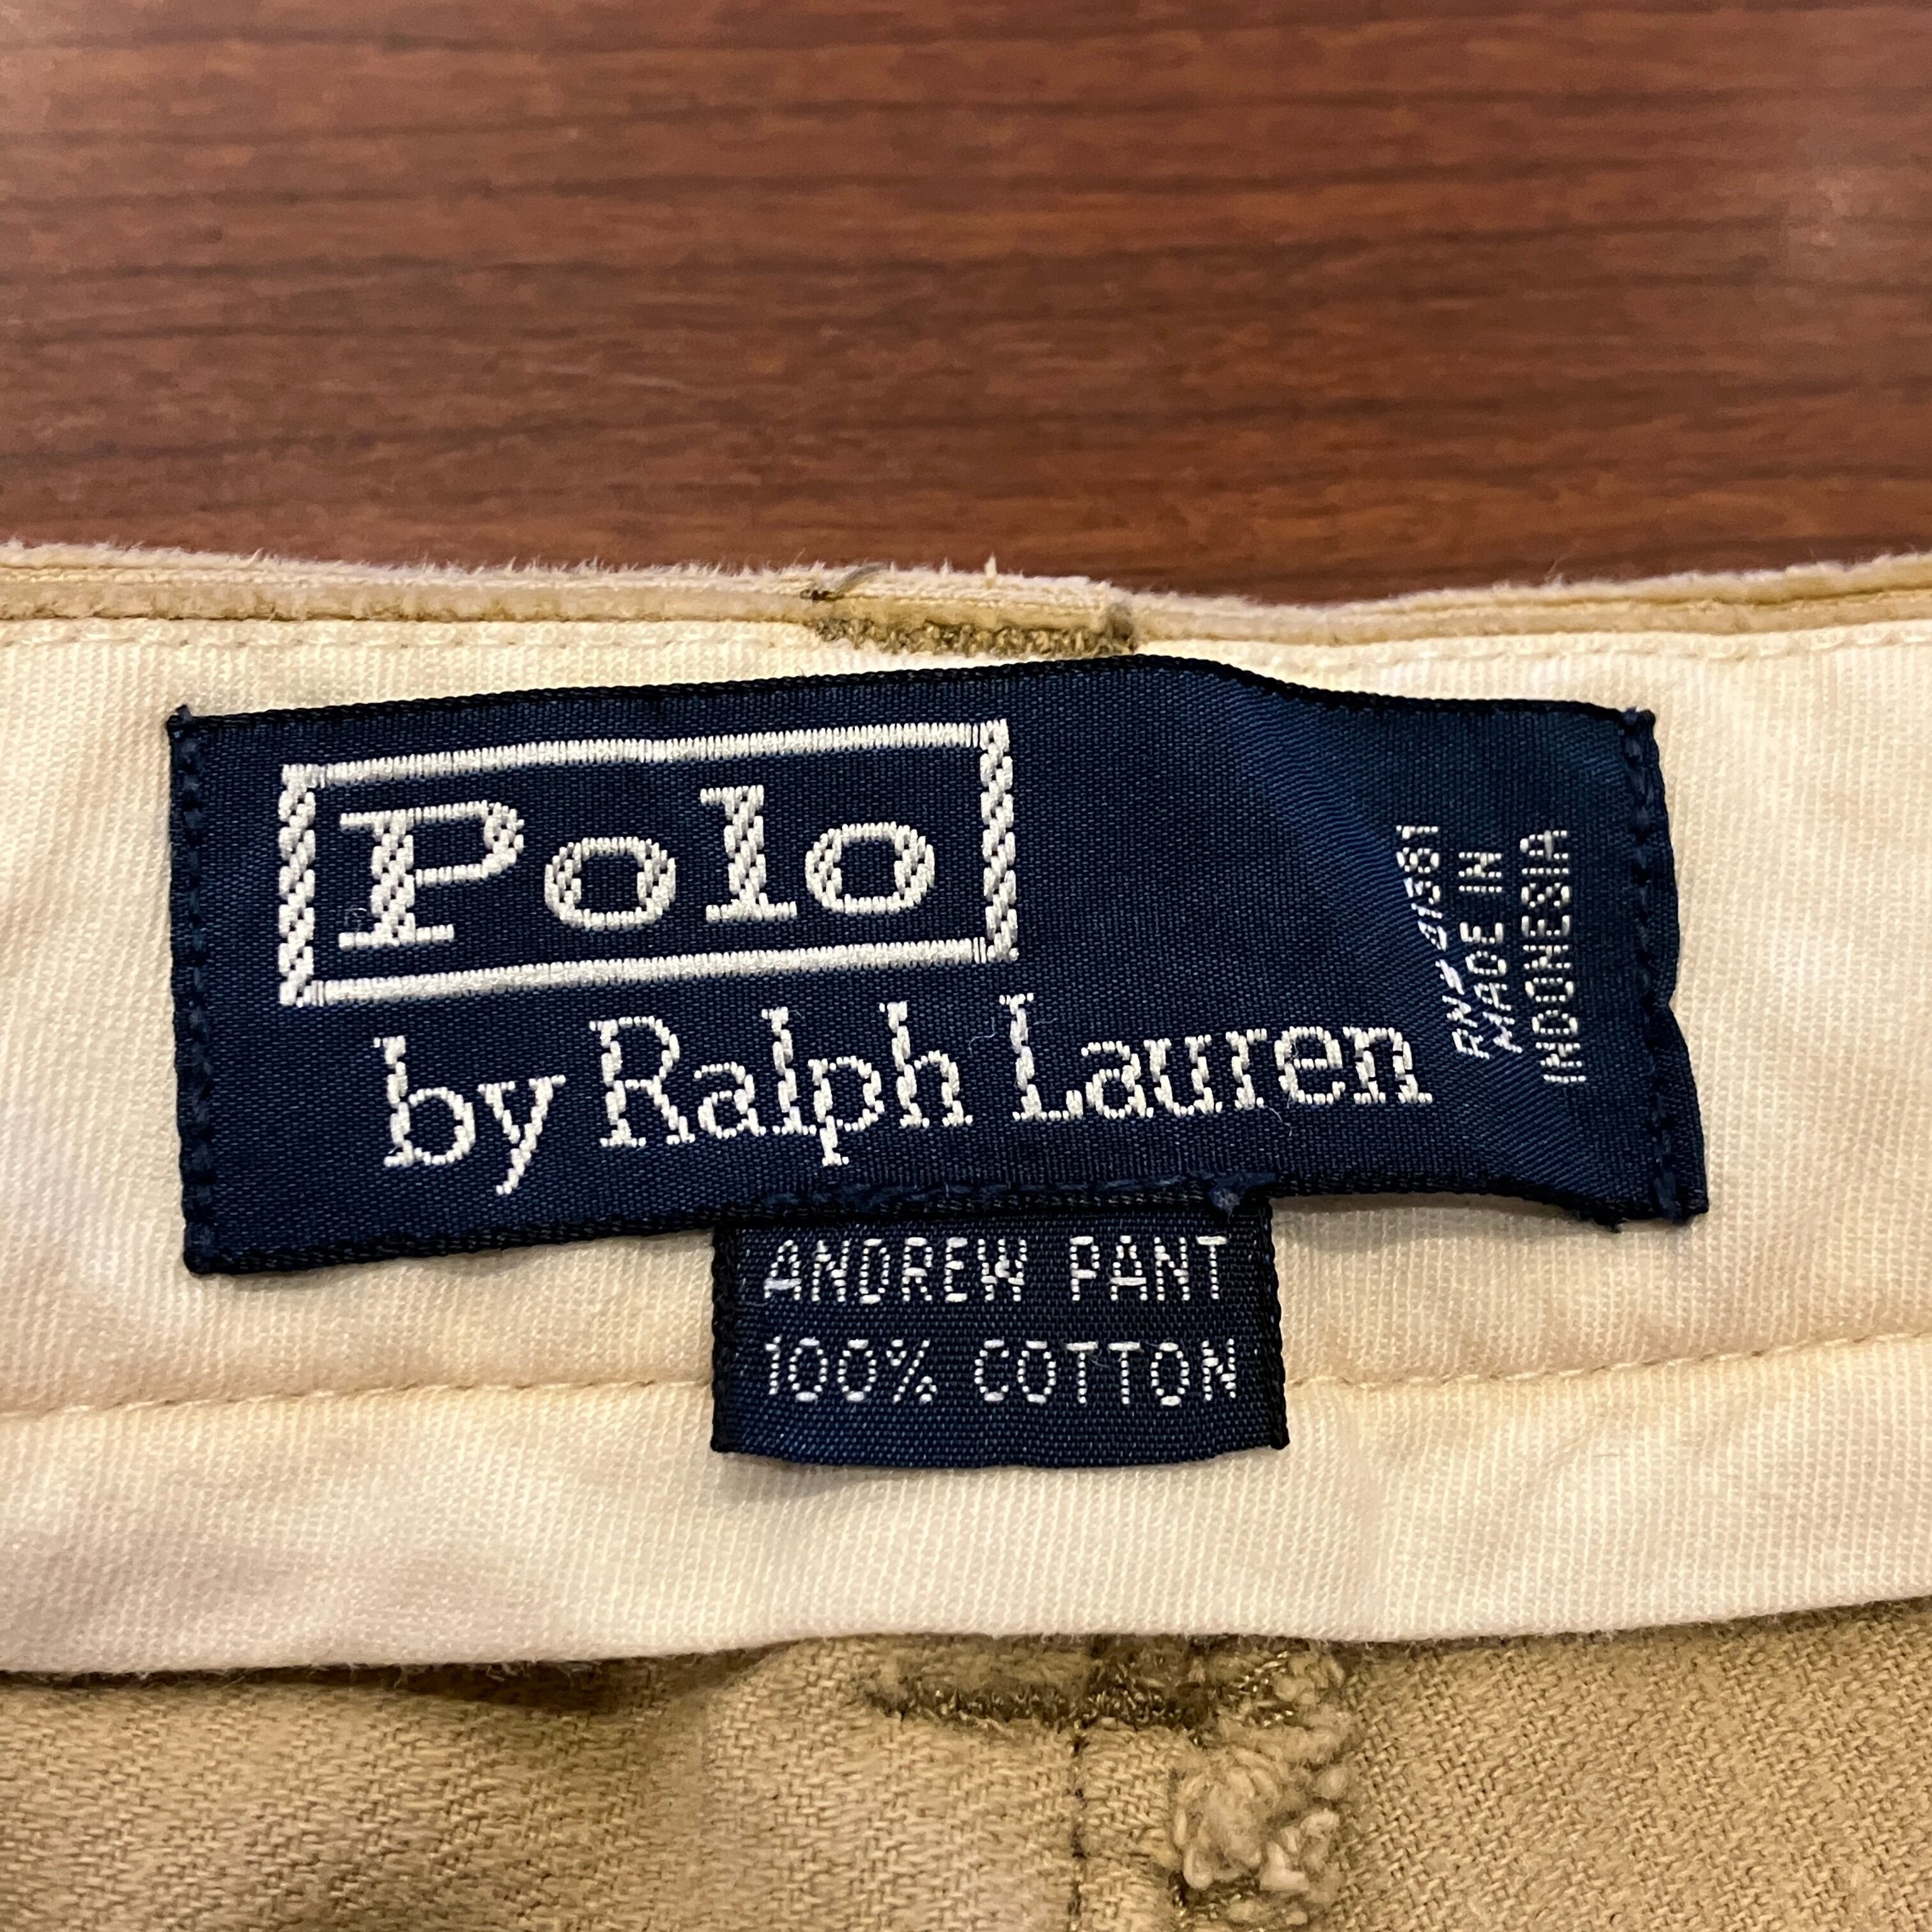 Polo
by Ralph Lauren
RN# 41381
MADE IN
INDONESIA
ANDREW PANT
100% COTTON